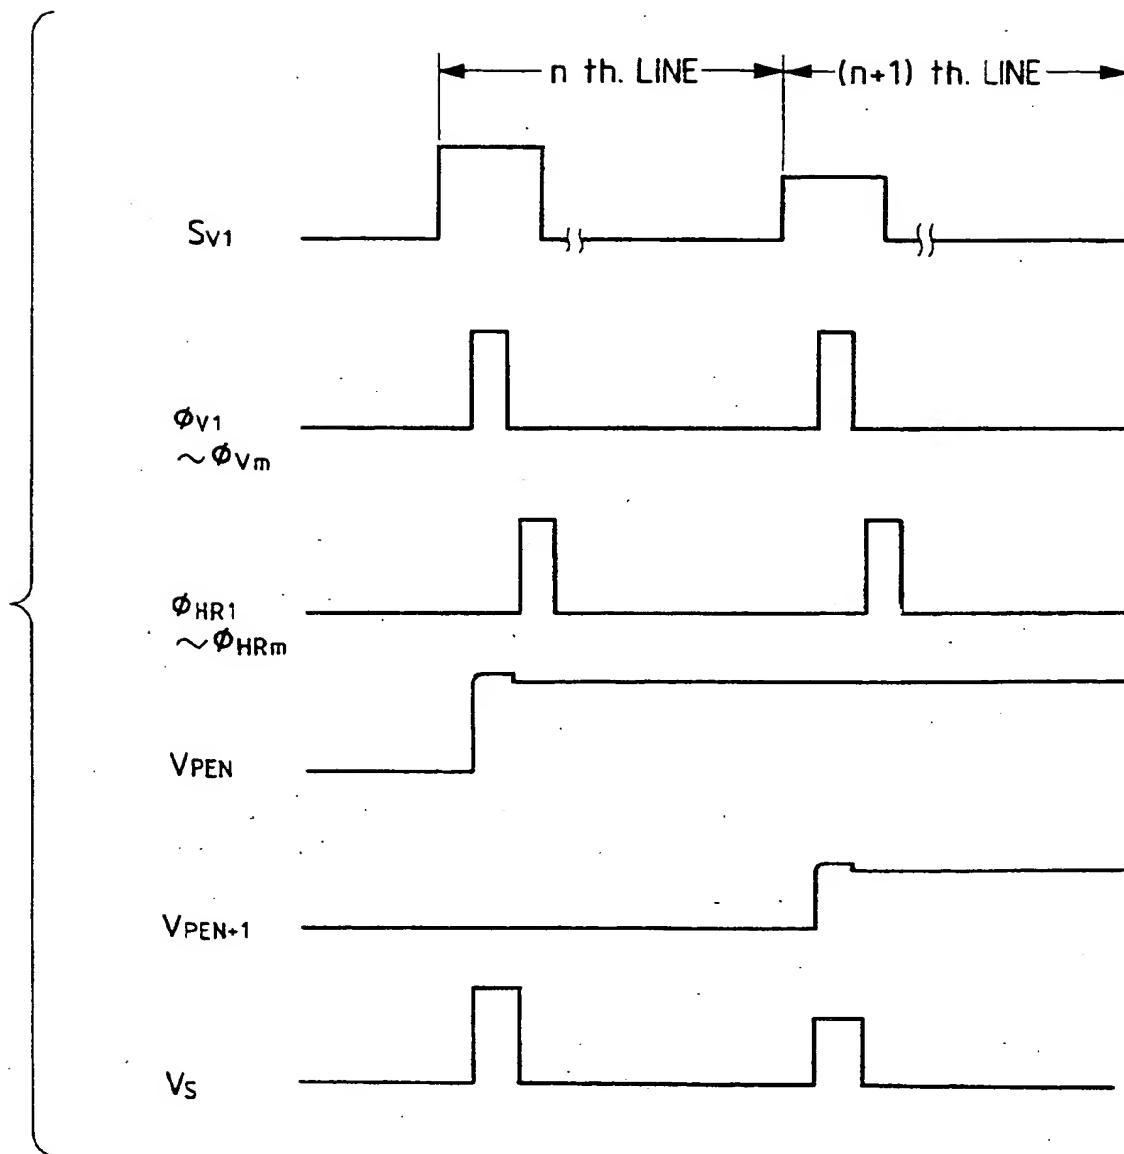 n th. LINE (n+1) th. LINE
SV1
φV1
~φVm
φHR1
~φHRm
VPEN
VPEN+1
VS